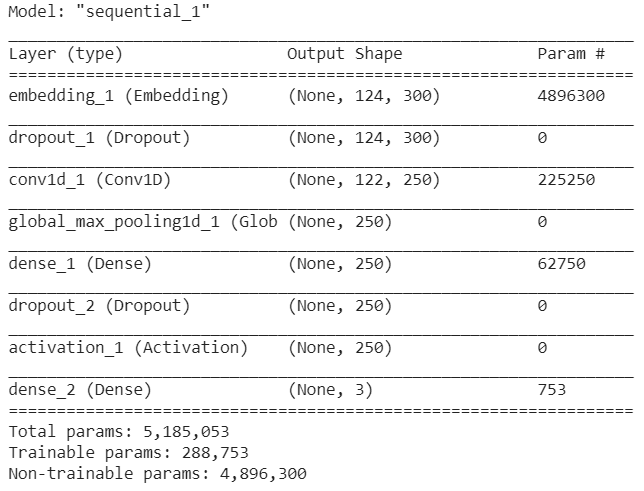 Model: "sequential_1"
Layer (type) Output Shape Param #
embedding_1 (Embedding) (None, 124, 300) 4896300
dropout_1 (Dropout) (None, 124, 300) 0
conv1d_1 (Conv1D) (None, 122, 250) 225250
global_max_pooling1d_1 (Glob (None, 250) 0
dense_1 (Dense) (None, 250) 62750
dropout_2 (Dropout) (None, 250) 0
activation_1 (Activation) (None, 250) 0
dense_2 (Dense) (None, 3) 753
Total params: 5,185,053
Trainable params: 288,753
Non-trainable params: 4,896,300